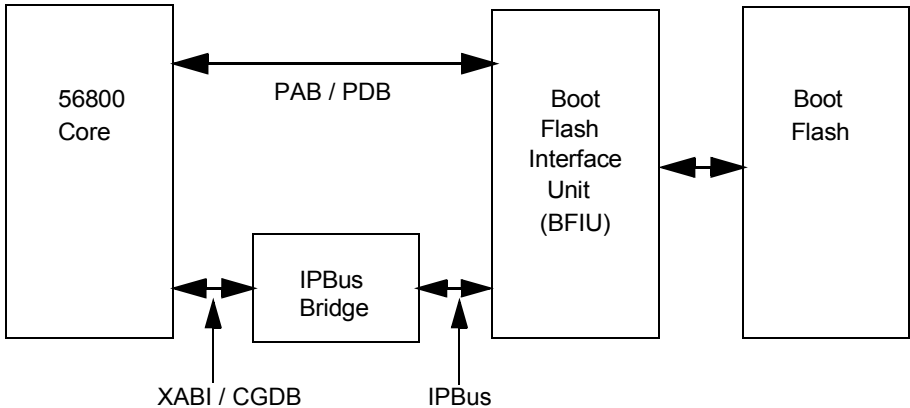 56800
Core
PAB / PDB
Boot
Flash
Interface
Unit
(BFIU)
Boot
Flash
IPBus
Bridge
XABI / CGDB
IPBus